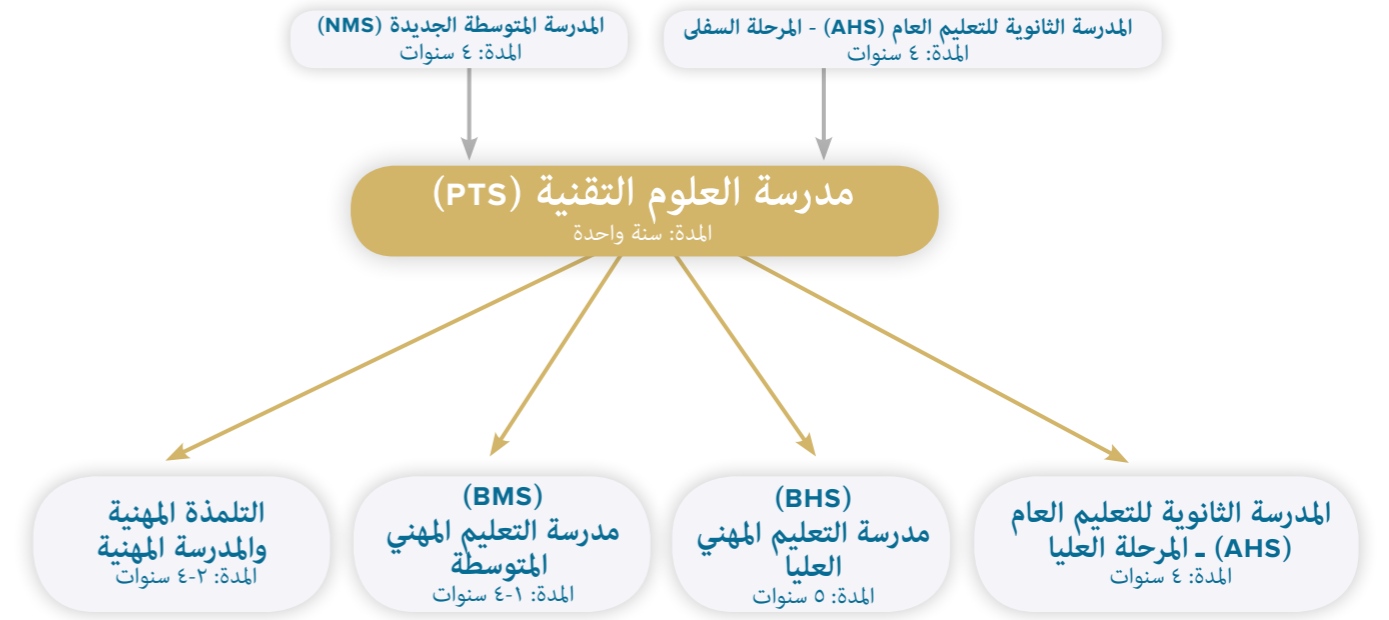 المدرسة الثانوية للتعليم العام (AHS) - المرحلة السفلى
المدة: ٤ سنوات
المدرسة المتوسطة الجديدة (NMS)
المدة: ٤ سنوات
مدرسة العلوم التقنية (PTS)
المدة: سنة واحدة
المدرسة الثانوية للتعليم العام
(AHS) ـ المرحلة العليا
المدة: ٤ سنوات
(BHS)
مدرسة التعليم المهني
العليا
المدة: ٥ سنوات
(BMS)
مدرسة التعليم المهني
المتوسطة
المدة: ١-٤ سنوات
التلمذة المهنية
والمدرسة المهنية
المدة: ٢-٤ سنوات